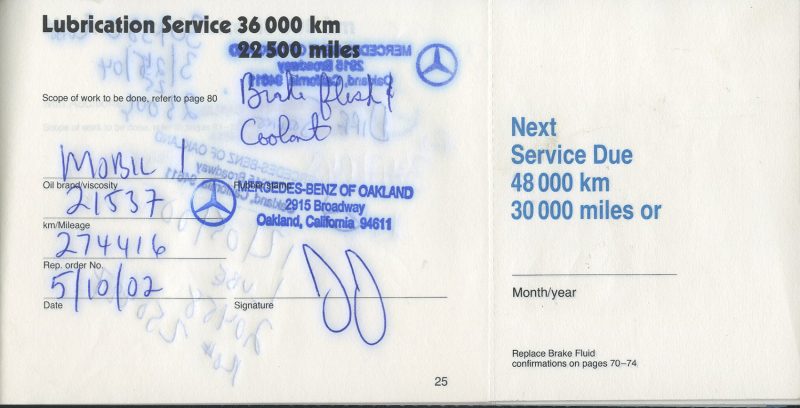 Lubrication Service 36 000 km
22 500 miles
Scope of work to be done, refer to page 80
Brake flush &
Coolant
MOBIL 1
Oil brand/viscosity
Rubber stamp
21537
MERCEDES-BENZ OF OAKLAND
2915 Broadway
Oakland, California 94611
km/Mileage
274416
Rep. order No.
5/10/02
Date
Signature
25
Next
Service Due
48 000 km
30 000 miles or
Month/year
Replace Brake Fluid
confirmations on pages 70–74